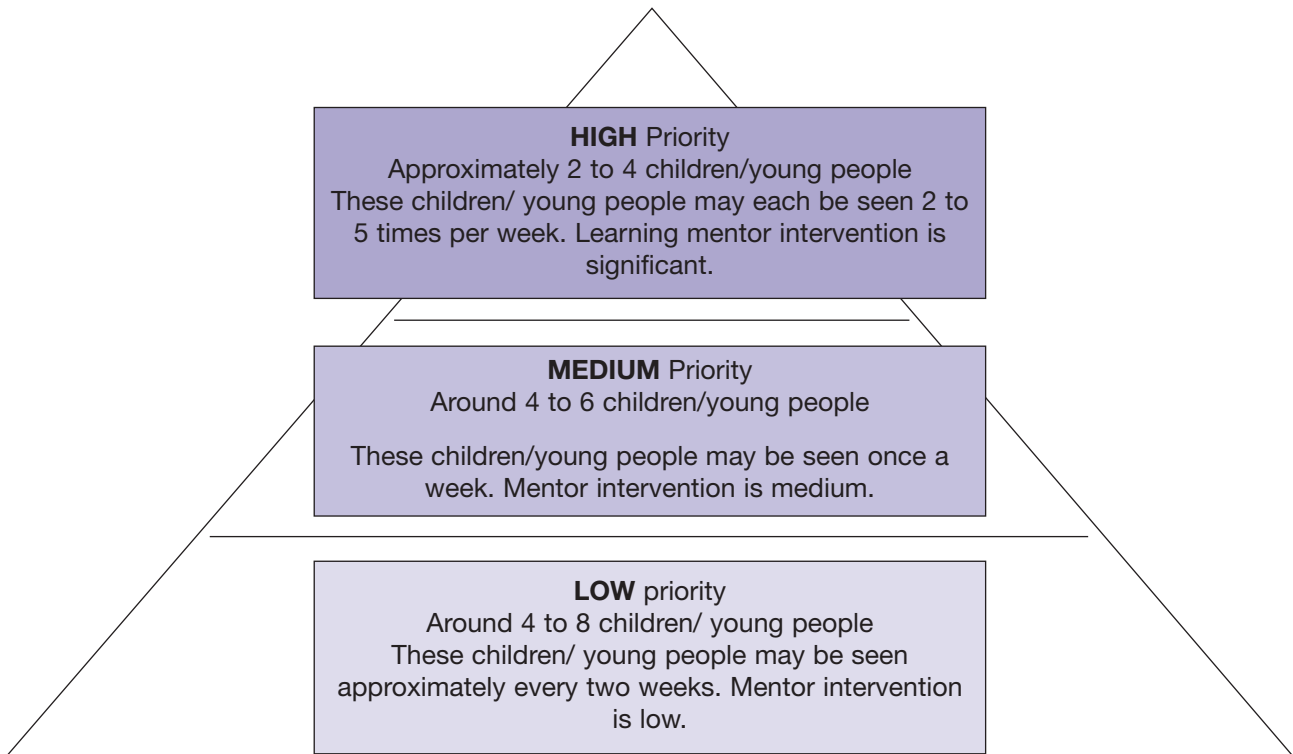 HIGH Priority
Approximately 2 to 4 children/young people
These children/ young people may each be seen 2 to
5 times per week. Learning mentor intervention is
significant.
MEDIUM Priority
Around 4 to 6 children/young people
These children/young people may be seen once a
week. Mentor intervention is medium.
LOW priority
Around 4 to 8 children/ young people
These children/ young people may be seen
approximately every two weeks. Mentor intervention
is low.